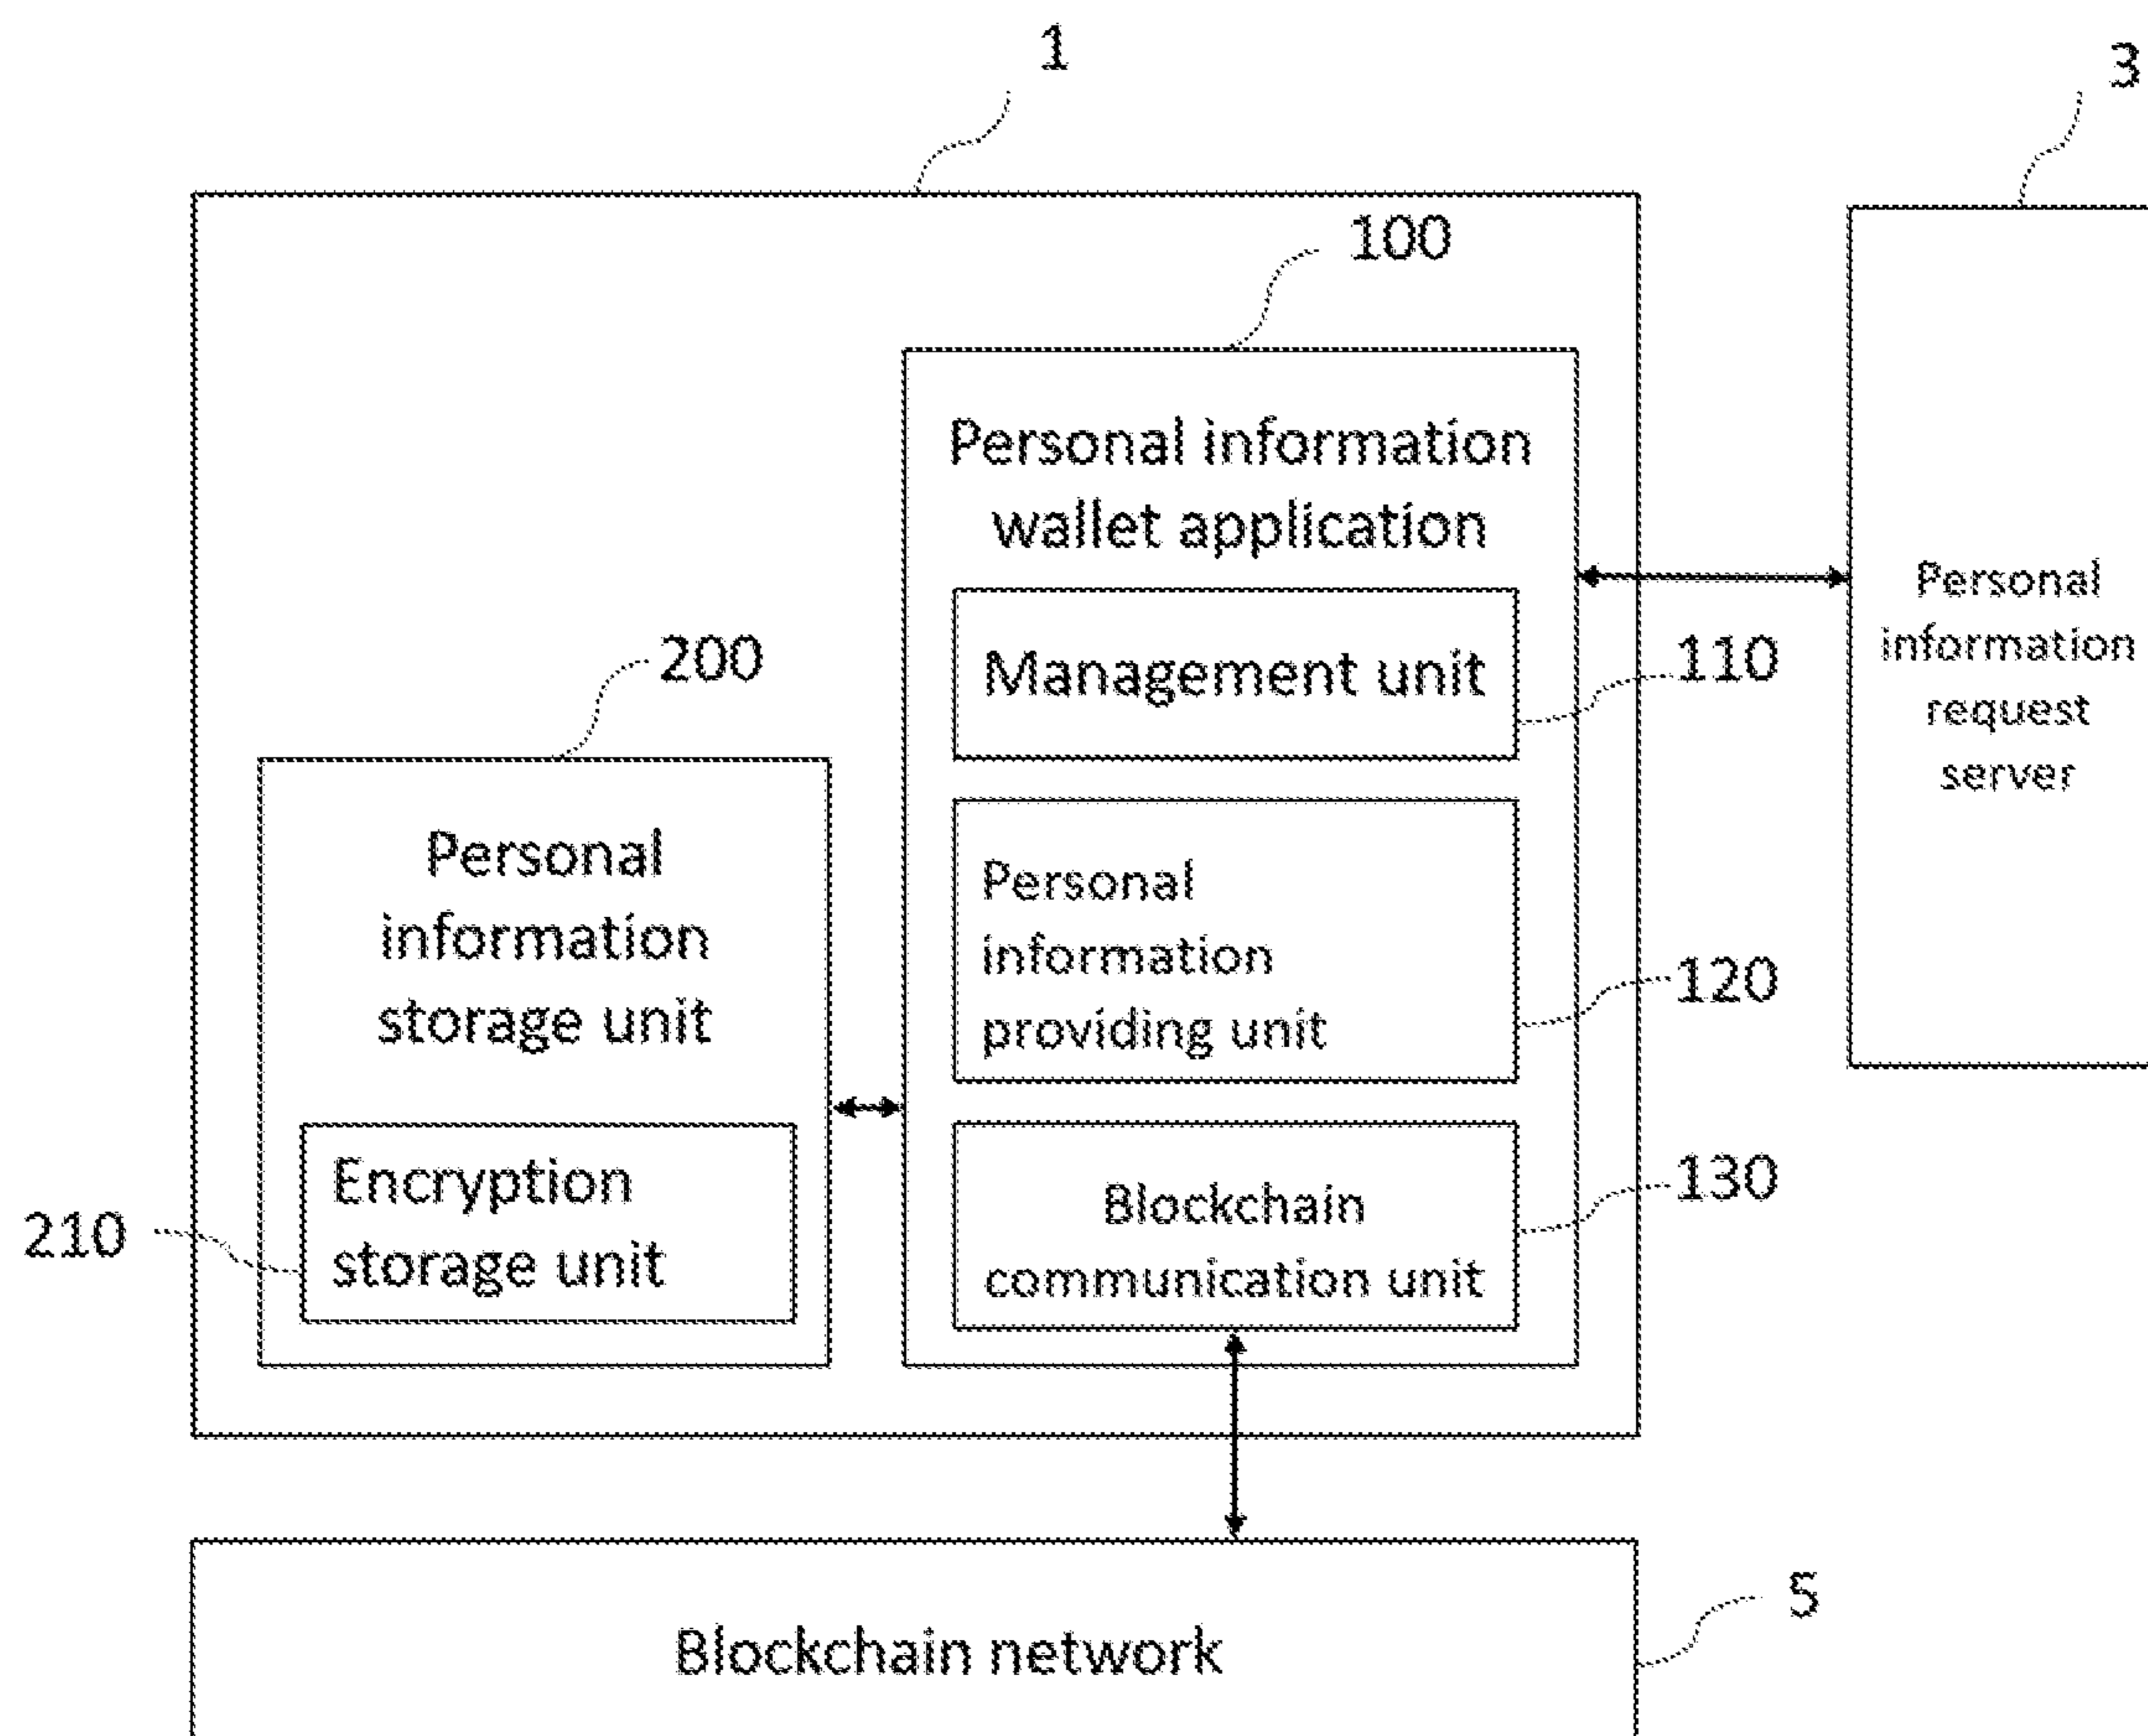 1
3
100
Personal information
wallet application
Management unit
110
Personal
information
request
server
200
Personal
information
storage unit
Personal
information
providing unit
120
Encryption
storage unit
210
Blockchain
communication unit
130
Blockchain network
5